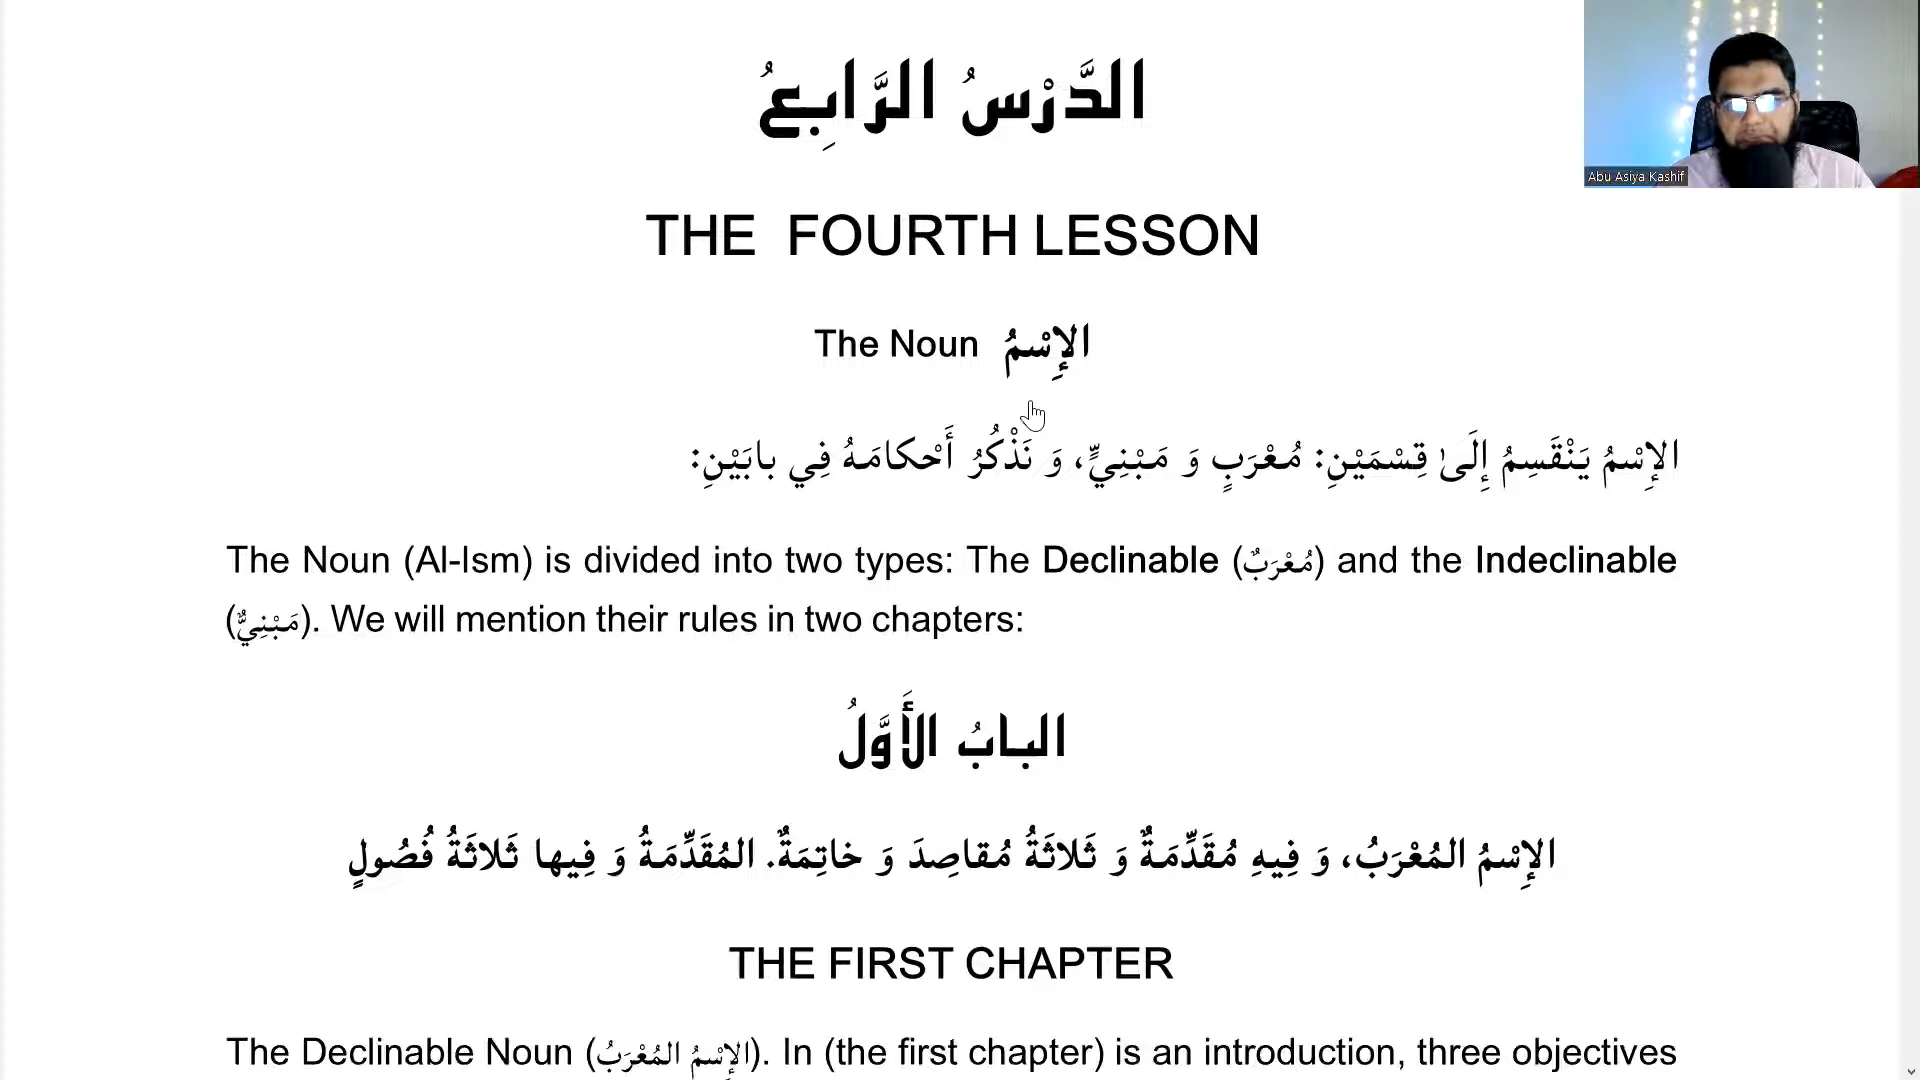 الدَّرْسُ الرَّابِعُ
Abu Asiya Kashif
THE FOURTH LESSON
The Noun الإِسْمُ
الإِسْمُ يَنْقَسِمُ إِلَىٰ قِسْمَيْنِ: مُعْرَبٍ وَ مَبْنِيٍّ، وَ نَذْكُرُ أَحْكامَهُ فِي بابَيْنِ:
The Noun (Al-Ism) is divided into two types: The Declinable (مُعْرَبٌ) and the Indeclinable
(مَبْنِيٌّ). We will mention their rules in two chapters:
البابُ الأَوَّلُ
الإِسْمُ المُعْرَبُ، وَ فِيهِ مُقَدِّمَةٌ وَ ثَلاثَةُ مُقاصِدَ وَ خاتِمَةٌ. المُقَدِّمَةُ وَ فِيها ثَلاثَةُ فُصُولٍ
THE FIRST CHAPTER
The Declinable Noun (الإِسْمُ المُعْرَبُ). In (the first chapter) is an introduction, three objectives